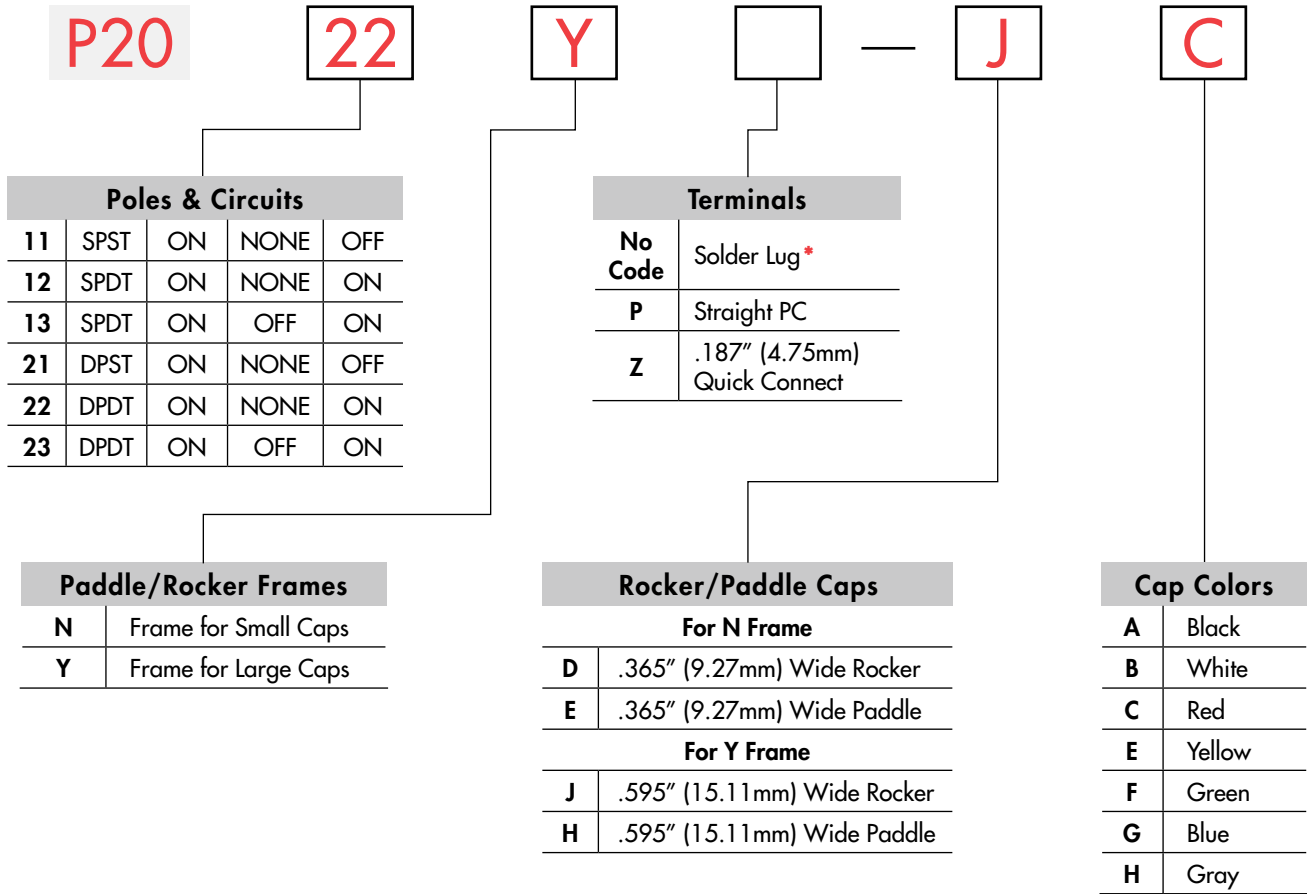 P20 22 Y — J C
Poles & Circuits
11 SPST ON NONE OFF
12 SPDT ON NONE ON
13 SPDT ON OFF ON
21 DPST ON NONE OFF
22 DPDT ON NONE ON
23 DPDT ON OFF ON
Terminals
No
Code
Solder Lug*
P Straight PC
Z
.187" (4.75mm)
Quick Connect
Paddle/Rocker Frames
N Frame for Small Caps
Y Frame for Large Caps
Rocker/Paddle Caps
For N Frame
D .365" (9.27mm) Wide Rocker
E .365" (9.27mm) Wide Paddle
For Y Frame
J .595" (15.11mm) Wide Rocker
H .595" (15.11mm) Wide Paddle
Cap Colors
A Black
B White
C Red
E Yellow
F Green
G Blue
H Gray